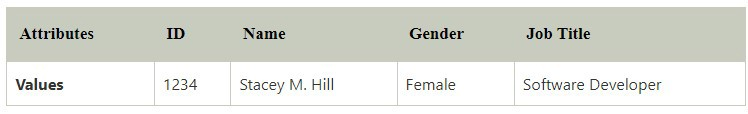 Attributes ID Name Gender Job Title
Values 1234 Stacey M. Hill Female Software Developer